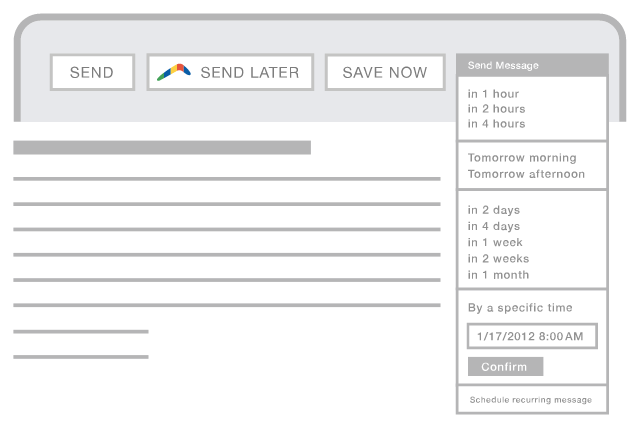 SEND
SEND LATER
SAVE NOW
Send Message
in 1 hour
in 2 hours
in 4 hours
Tomorrow morning
Tomorrow afternoon
in 2 days
in 4 days
in 1 week
in 2 weeks
in 1 month
By a specific time
1/17/2012 8:00 AM
Confirm
Schedule recurring message